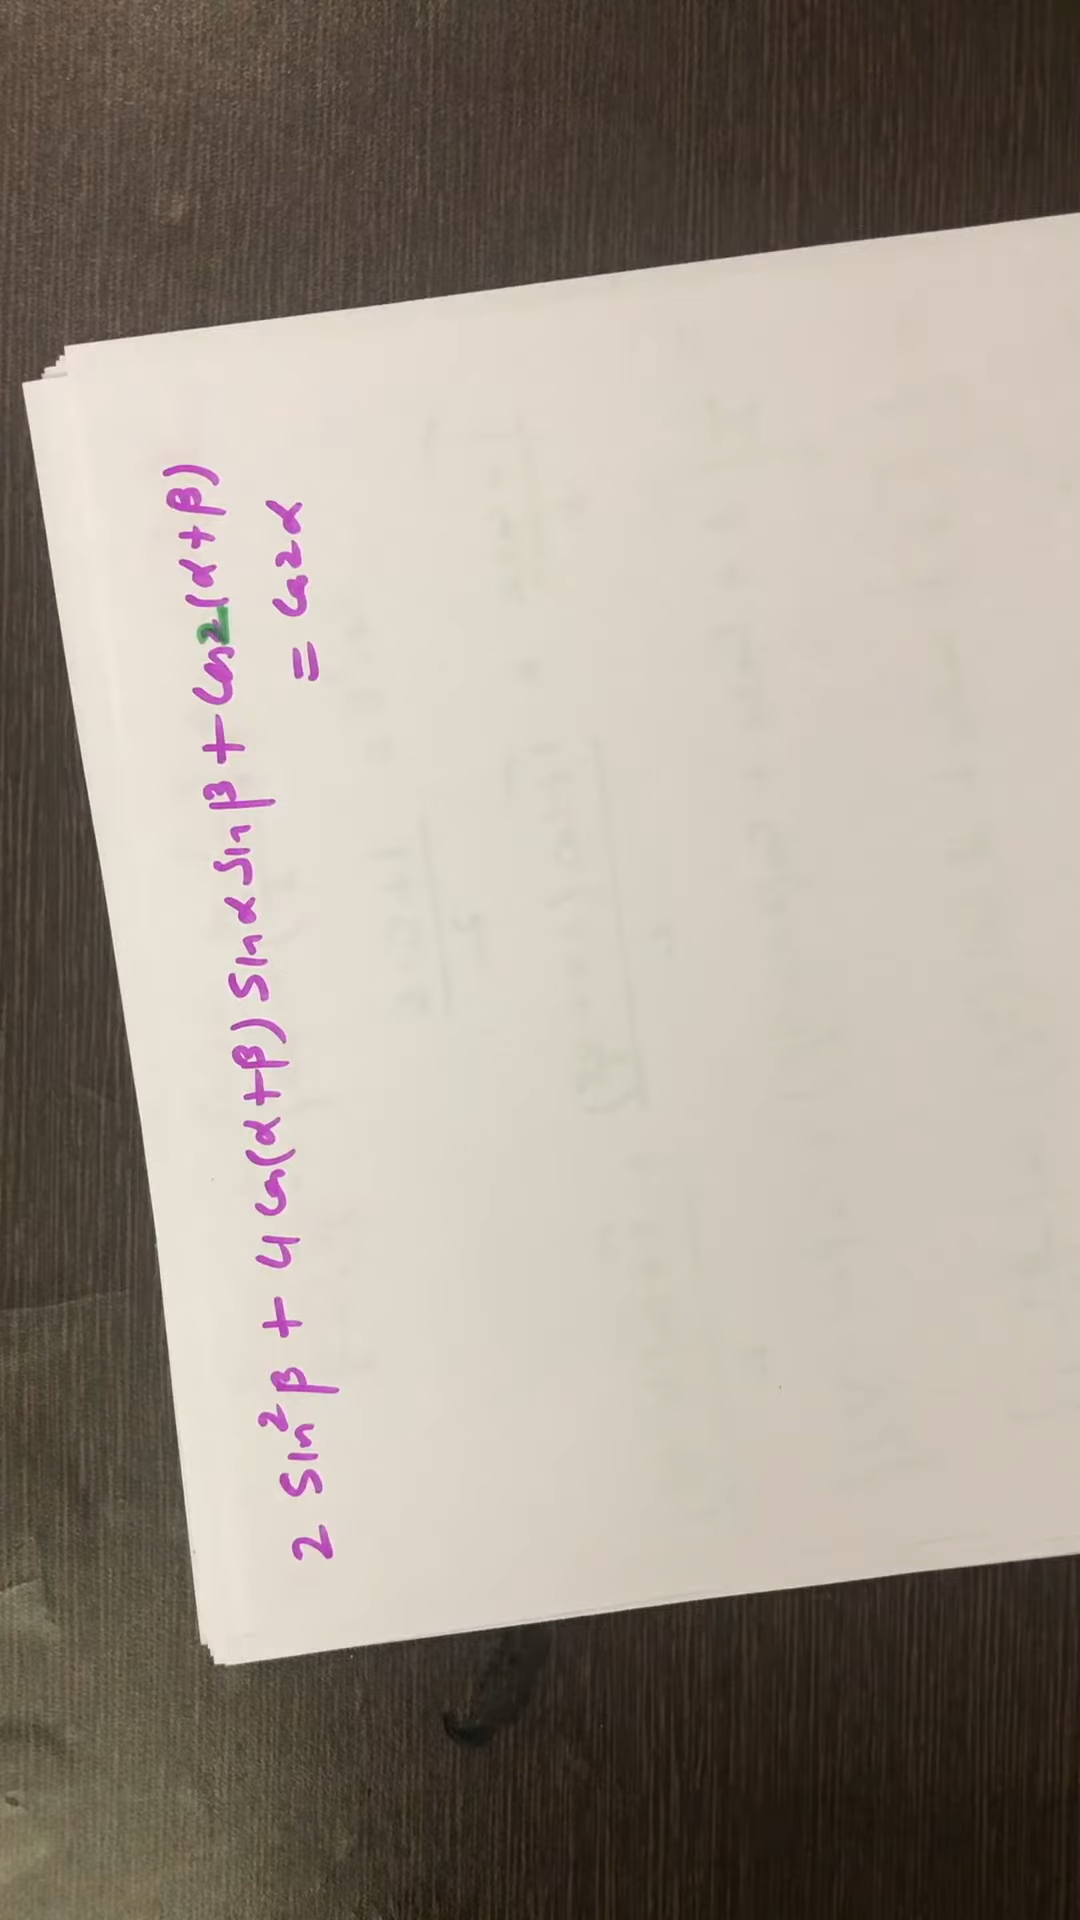 2 Sin²β + 4 Cos(α+β) Sinα Sinβ + Cos2(α+β)
= Cos2α